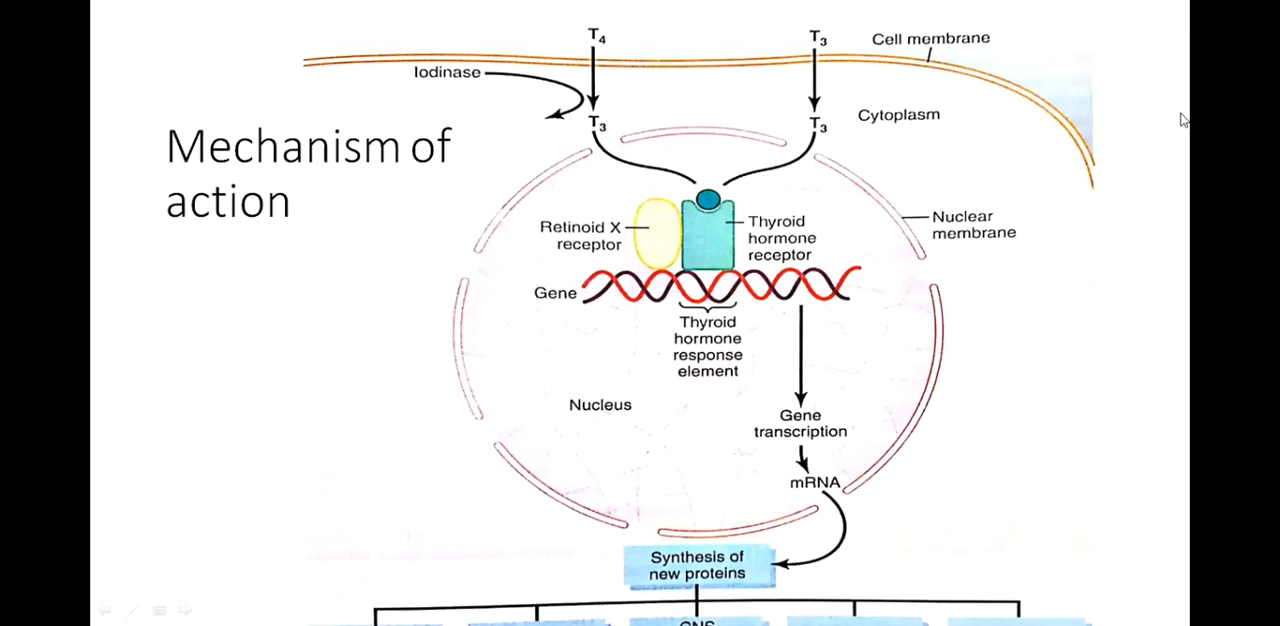 T4
T3
Cell membrane
Iodinase
T3
T3
Cytoplasm
Mechanism of
action
Retinoid X
receptor
Thyroid
hormone
receptor
Nuclear
membrane
Gene
Thyroid
hormone
response
element
Nucleus
Gene
transcription
mRNA
Synthesis of
new proteins
CNS